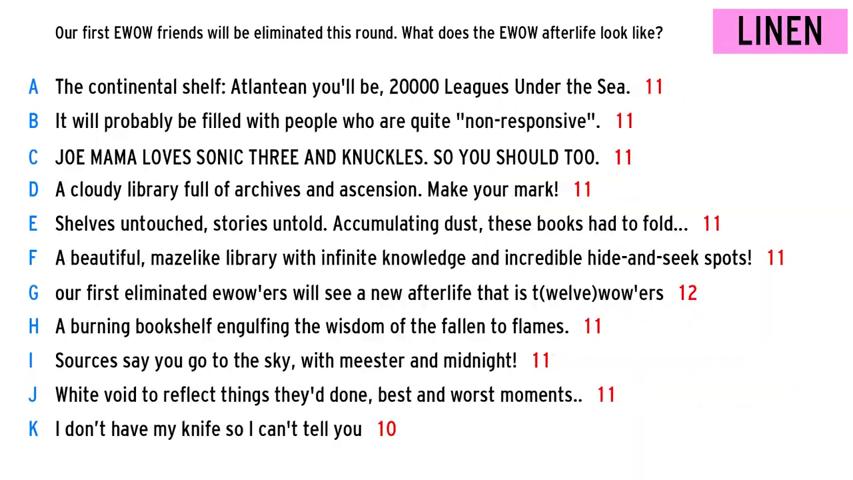 Our first EWOW friends will be eliminated this round. What does the EWOW afterlife look like?
LINEN
A The continental shelf: Atlantean you'll be, 20000 Leagues Under the Sea. 11
B It will probably be filled with people who are quite "non-responsive". 11
C JOE MAMA LOVES SONIC THREE AND KNUCKLES. SO YOU SHOULD TOO. 11
D A cloudy library full of archives and ascension. Make your mark! 11
E Shelves untouched, stories untold. Accumulating dust, these books had to fold... 11
F A beautiful, mazelike library with infinite knowledge and incredible hide-and-seek spots! 11
G our first eliminated ewow'ers will see a new afterlife that is t(welve)wow'ers 12
H A burning bookshelf engulfing the wisdom of the fallen to flames. 11
I Sources say you go to the sky, with meester and midnight! 11
J White void to reflect things they'd done, best and worst moments.. 11
K I don’t have my knife so I can't tell you 10